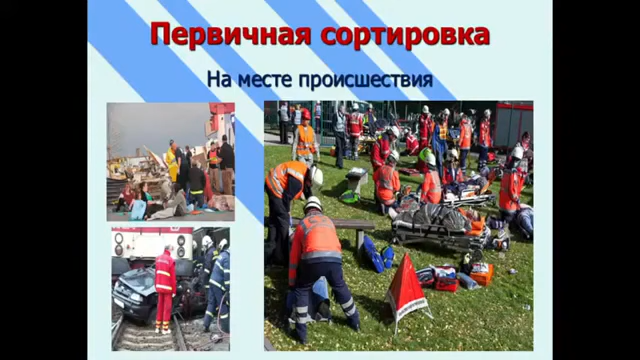 Первичная сортировка
На месте происшествия